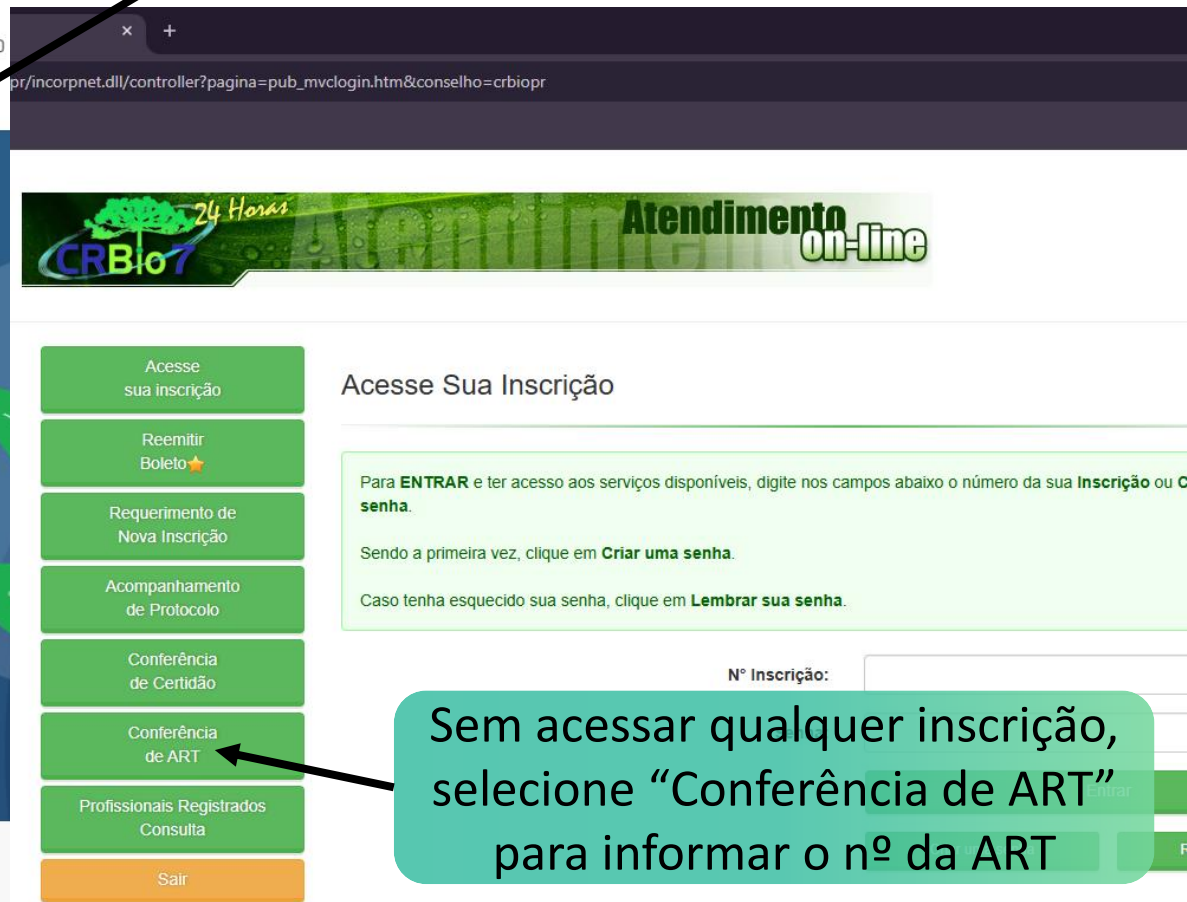 pr/incorpnet.dll/controller?pagina=pub_mvclogin.htm&conselho=crbiopr
24 Horas
CRBio7
Atendimento
on-line
Acesse
sua inscrição
Reemitir
Boleto
Requerimento de
Nova Inscrição
Acompanhamento
de Protocolo
Conferência
de Certidão
Conferência
de ART
Profissionais Registrados
Consulta
Sair
Acesse Sua Inscrição
Para ENTRAR e ter acesso aos serviços disponíveis, digite nos campos abaixo o número da sua Inscrição ou C
senha.
Sendo a primeira vez, clique em Criar uma senha.
Caso tenha esquecido sua senha, clique em Lembrar sua senha.
N° Inscrição:
Entrar
R
Sem acessar qualquer inscrição,
selecione “Conferência de ART”
para informar o nº da ART